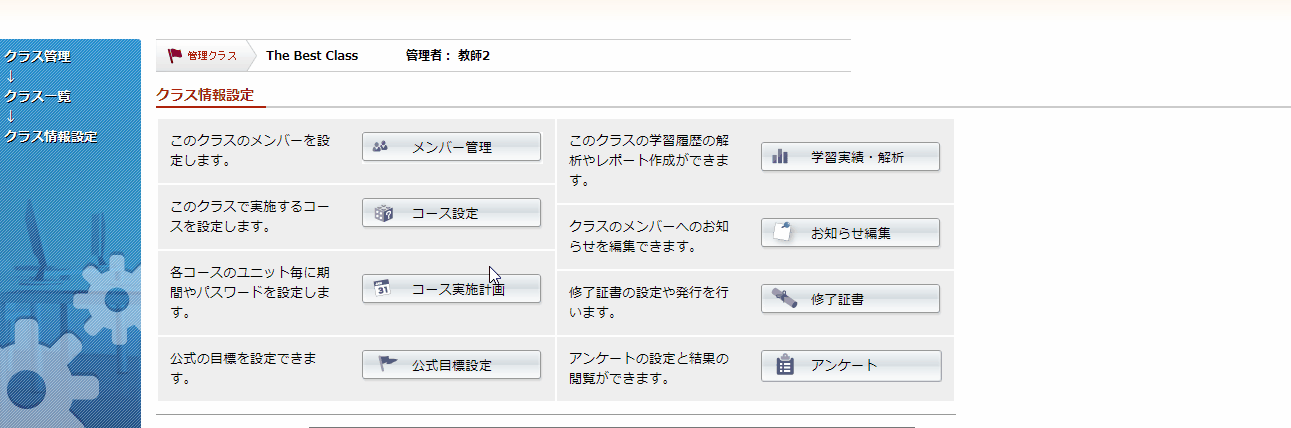 クラス管理
↓
クラス一覧
↓
クラス情報設定
管理クラス The Best Class 管理者： 教師2
クラス情報設定
このクラスのメンバーを設
定します。
メンバー管理
このクラスで実施するコー
スを設定します。
コース設定
各コースのユニット毎に期
間やパスワードを設定しま
す。
31
コース実施計画
公式の目標を設定できま
す。
公式目標設定
このクラスの学習履歴の解
析やレポート作成ができま
す。
学習実績・解析
クラスのメンバーへのお知
らせを編集できます。
お知らせ編集
修了証書の設定や発行を行
います。
修了証書
アンケートの設定と結果の
閲覧ができます。
アンケート